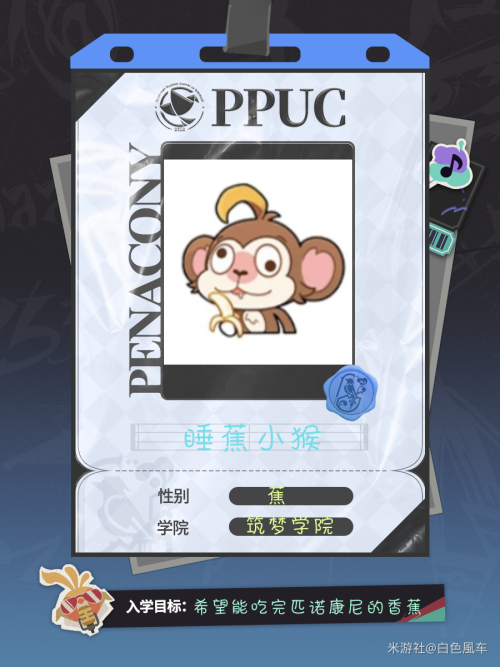 PPUC
PENACONY
睡蕉小猴
性别 蕉
学院 筑梦学院
入学目标: 希望能吃完匹诺康尼的香蕉
米游社@白色風车